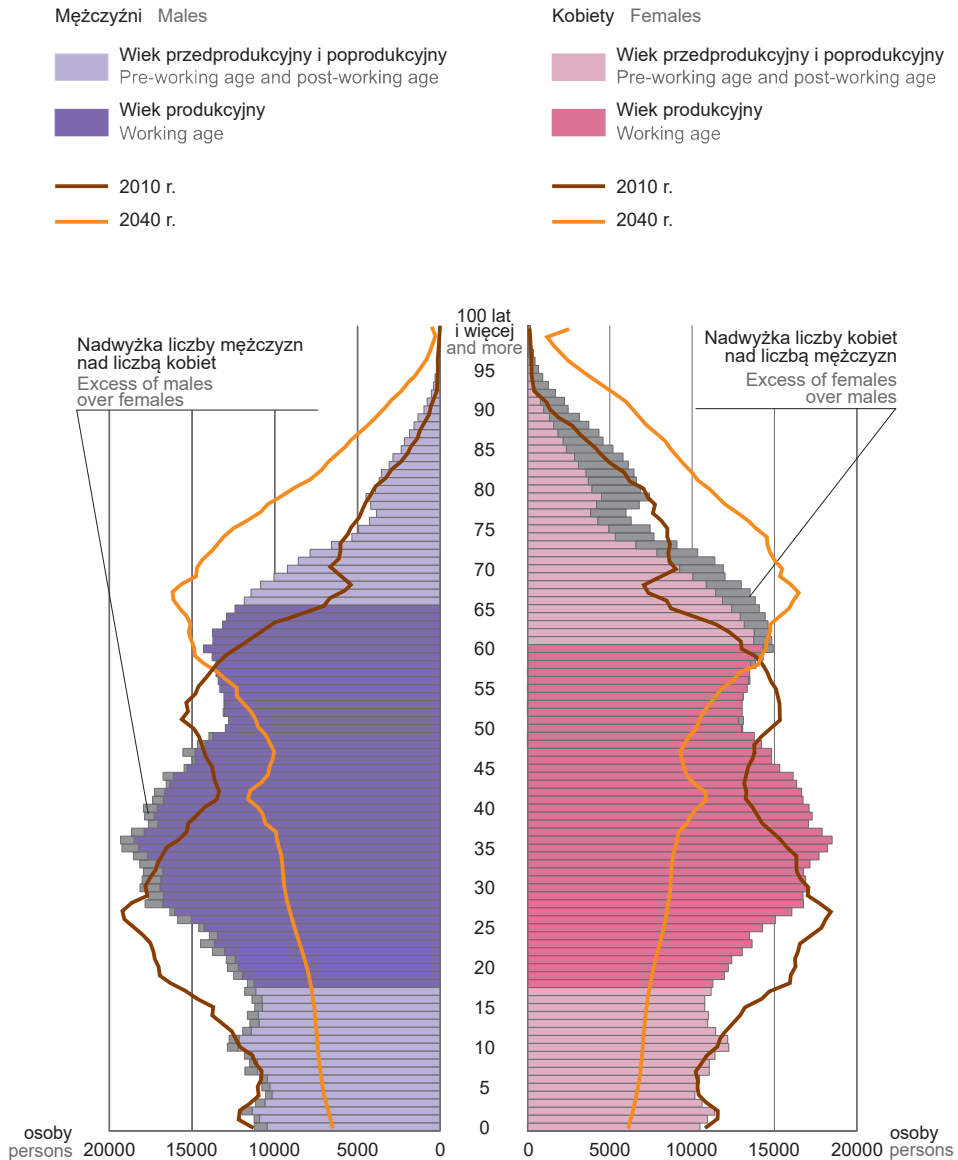 Mężczyźni Males
Wiek przedprodukcyjny i poprodukcyjny
Pre-working age and post-working age
Wiek produkcyjny
Working age
2010 r.
2040 r.
Kobiety Females
Wiek przedprodukcyjny i poprodukcyjny
Pre-working age and post-working age
Wiek produkcyjny
Working age
2010 r.
2040 r.
Nadwyżka liczby mężczyzn
nad liczbą kobiet
Excess of males
over females
100 lat
i więcej
and more
95
90
85
80
75
70
65
60
55
50
45
40
35
30
25
20
15
10
5
0
Nadwyżka liczby kobiet
nad liczbą mężczyzn
Excess of females
over males
osoby
persons
20000 15000 10000 5000 0
0 5000 10000 15000 20000
osoby
persons